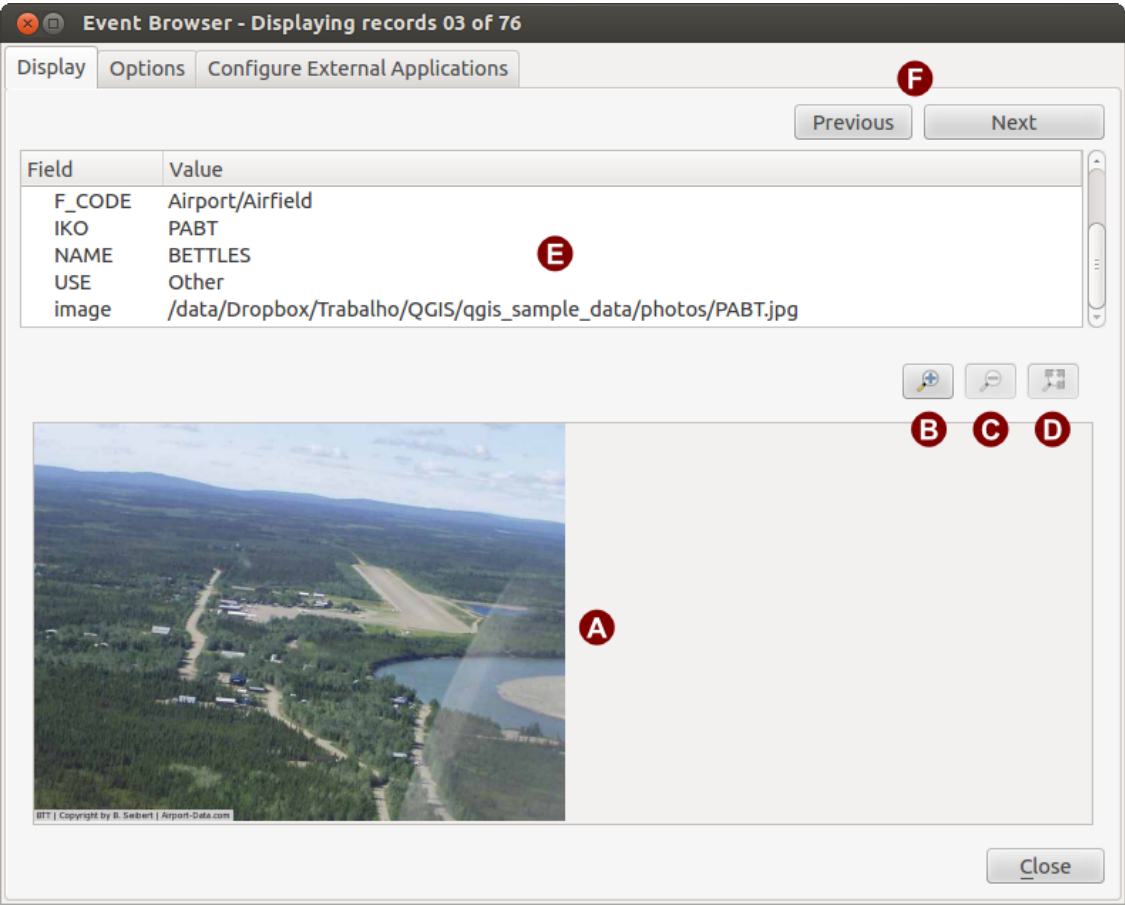 Event Browser - Displaying records 03 of 76
Display Options Configure External Applications
F
Previous Next
Field Value
F_CODE Airport/Airfield
IKO PABT
NAME BETTLES
E
USE Other
image /data/Dropbox/Trabalho/QGIS/qgis_sample_data/photos/PABT.jpg
B C D
A
BTT | Copyright by B. Seibert | Airport-Data.com
Close